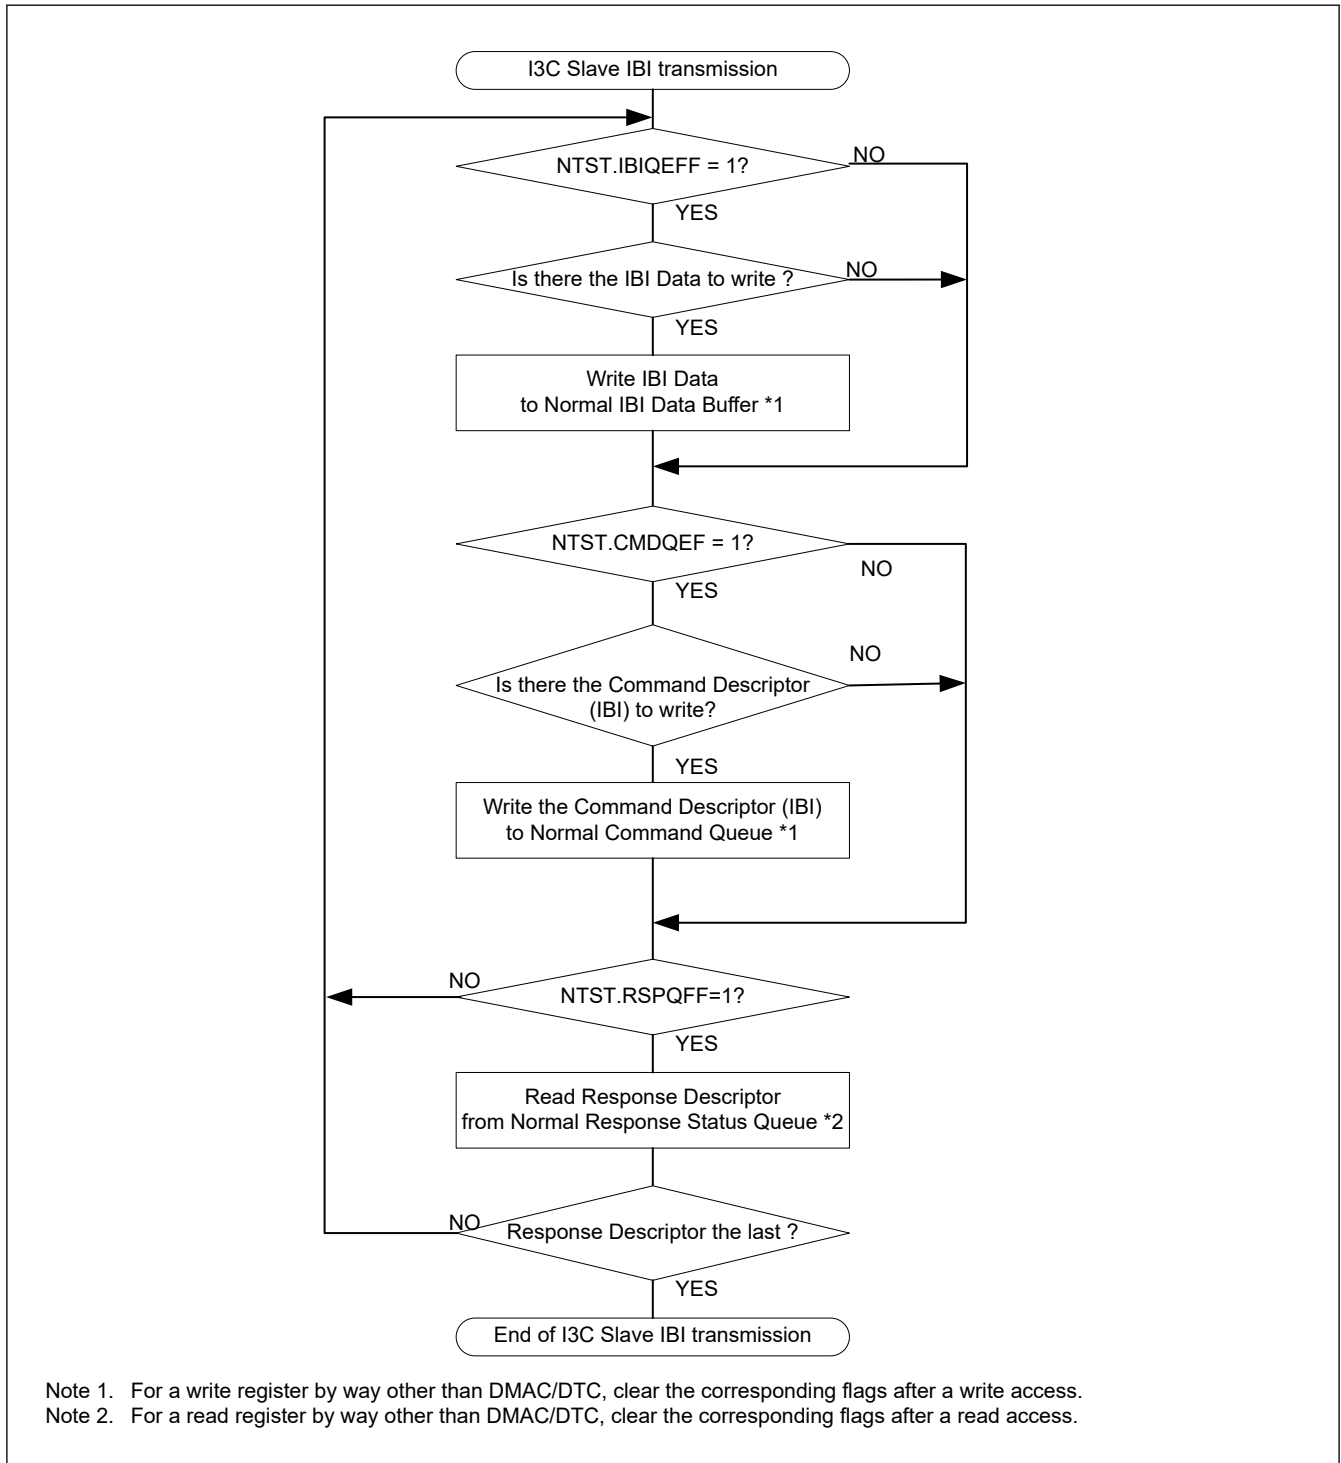 I3C Slave IBI transmission
NTST.IBIQEFF = 1?
NO
YES
Is there the IBI Data to write ?
NO
YES
Write IBI Data
to Normal IBI Data Buffer *1
NTST.CMDQEF = 1?
NO
YES
NO
Is there the Command Descriptor
(IBI) to write?
YES
Write the Command Descriptor (IBI)
to Normal Command Queue *1
NO
NTST.RSPQFF=1?
YES
Read Response Descriptor
from Normal Response Status Queue *2
NO
Response Descriptor the last ?
YES
End of I3C Slave IBI transmission
Note 1. For a write register by way other than DMAC/DTC, clear the corresponding flags after a write access.
Note 2. For a read register by way other than DMAC/DTC, clear the corresponding flags after a read access.